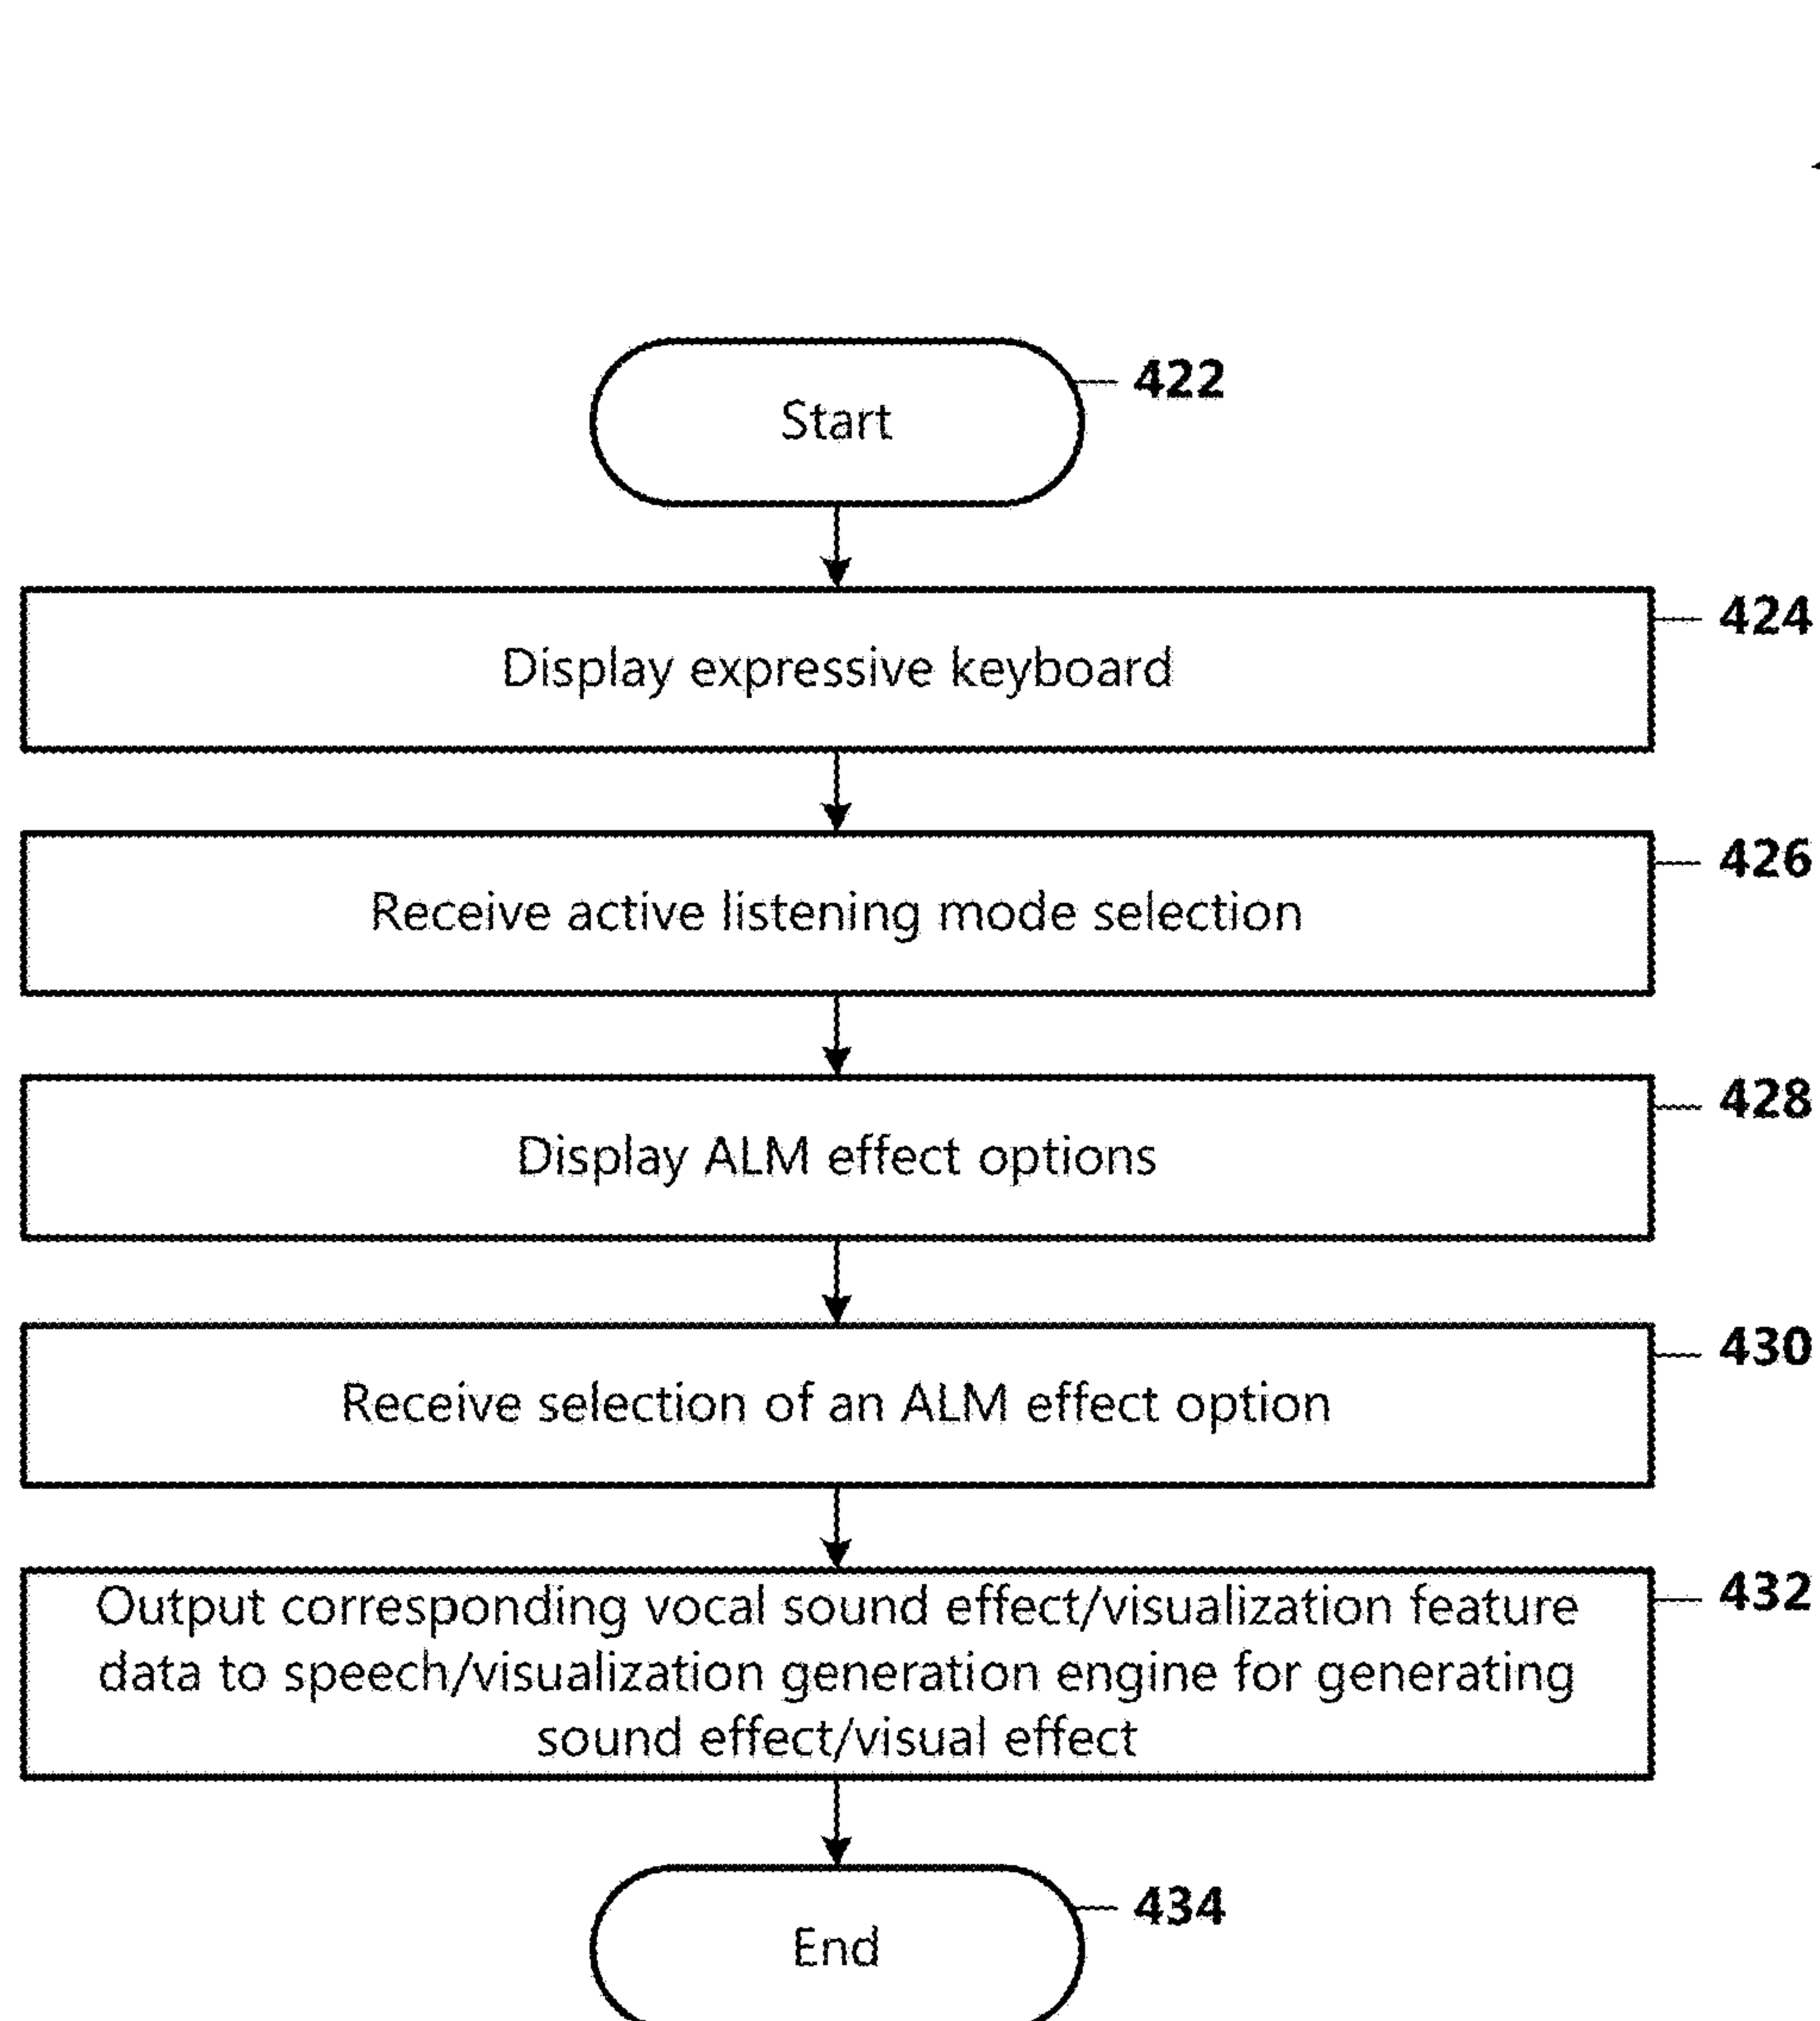 Start
422
Display expressive keyboard
424
Receive active listening mode selection
426
Display ALM effect options
428
Receive selection of an ALM effect option
430
Output corresponding vocal sound effect/visualization feature
data to speech/visualization generation engine for generating
sound effect/visual effect
432
End
434